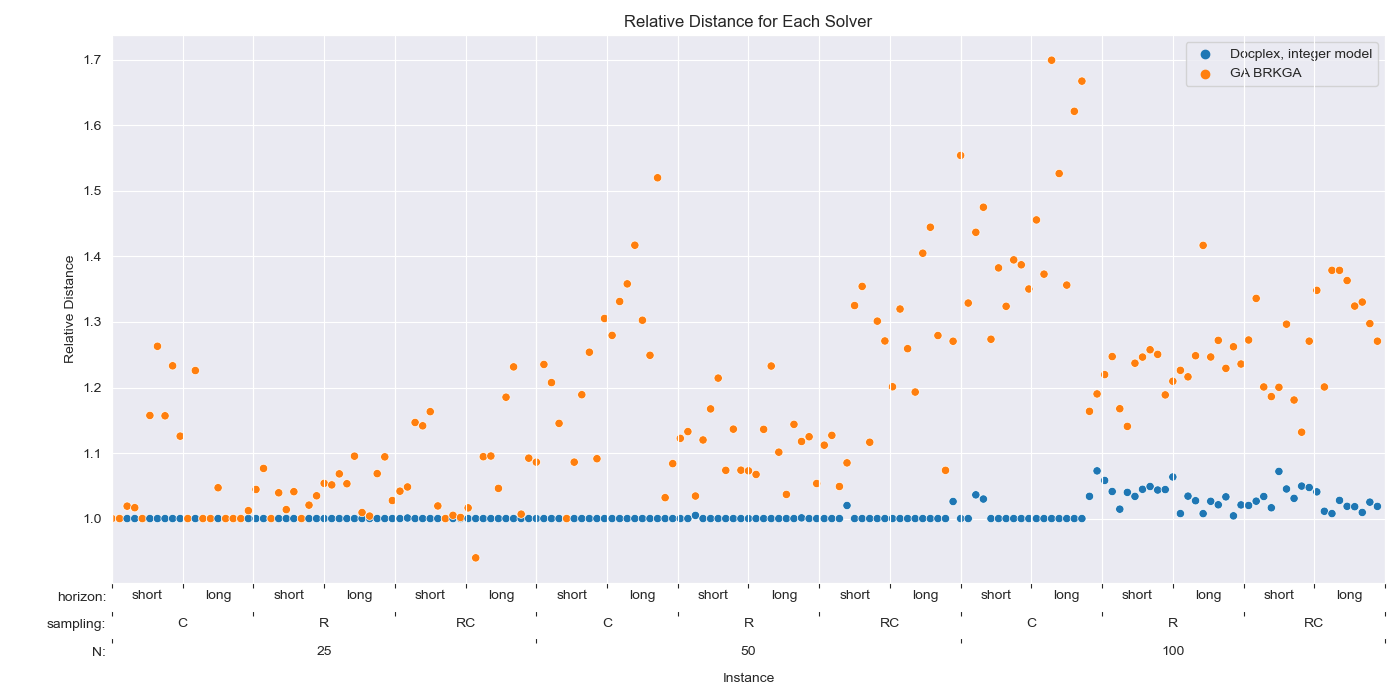 Relative Distance for Each Solver
Docplex, integer model
GA BRKGA
Relative Distance
1.7
1.6
1.5
1.4
1.3
1.2
1.1
1.0
horizon: short long short long short long short long short long short long short long short long short long
sampling: C R RC C R RC C R RC
N: 25 50 100
Instance